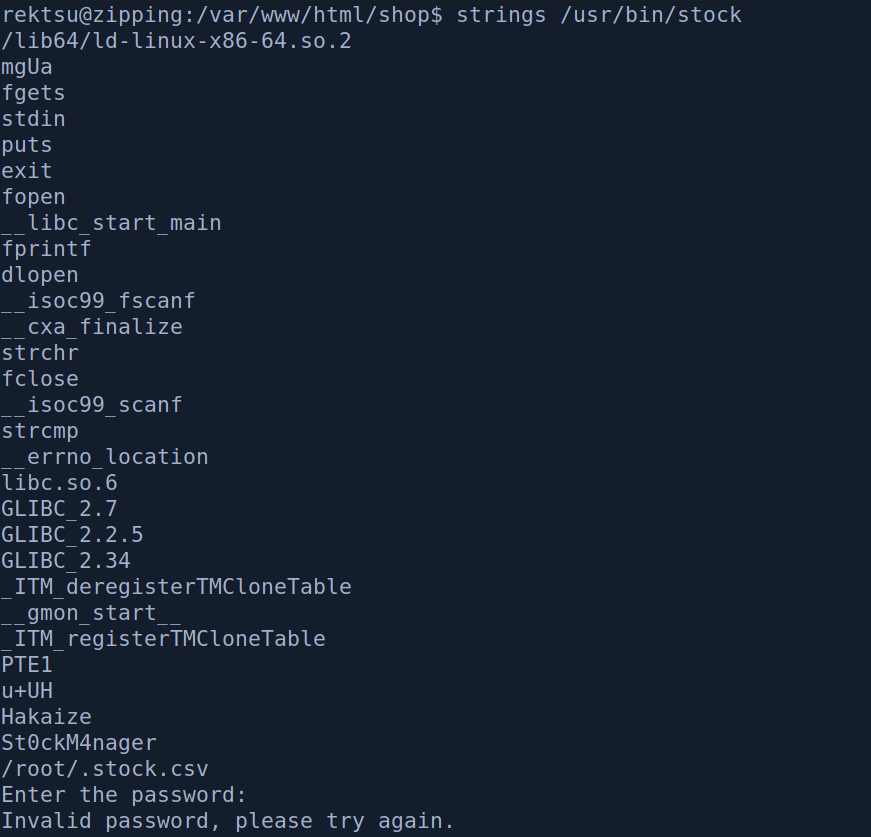 rektsu@zipping:/var/www/html/shop$ strings /usr/bin/stock
/lib64/ld-linux-x86-64.so.2
mgUa
fgets
stdin
puts
exit
fopen
__libc_start_main
fprintf
dlopen
__isoc99_fscanf
__cxa_finalize
strchr
fclose
__isoc99_scanf
strcmp
__errno_location
libc.so.6
GLIBC_2.7
GLIBC_2.2.5
GLIBC_2.34
_ITM_deregisterTMCloneTable
__gmon_start__
_ITM_registerTMCloneTable
PTE1
u+UH
Hakaize
St0ckM4nager
/root/.stock.csv
Enter the password:
Invalid password, please try again.